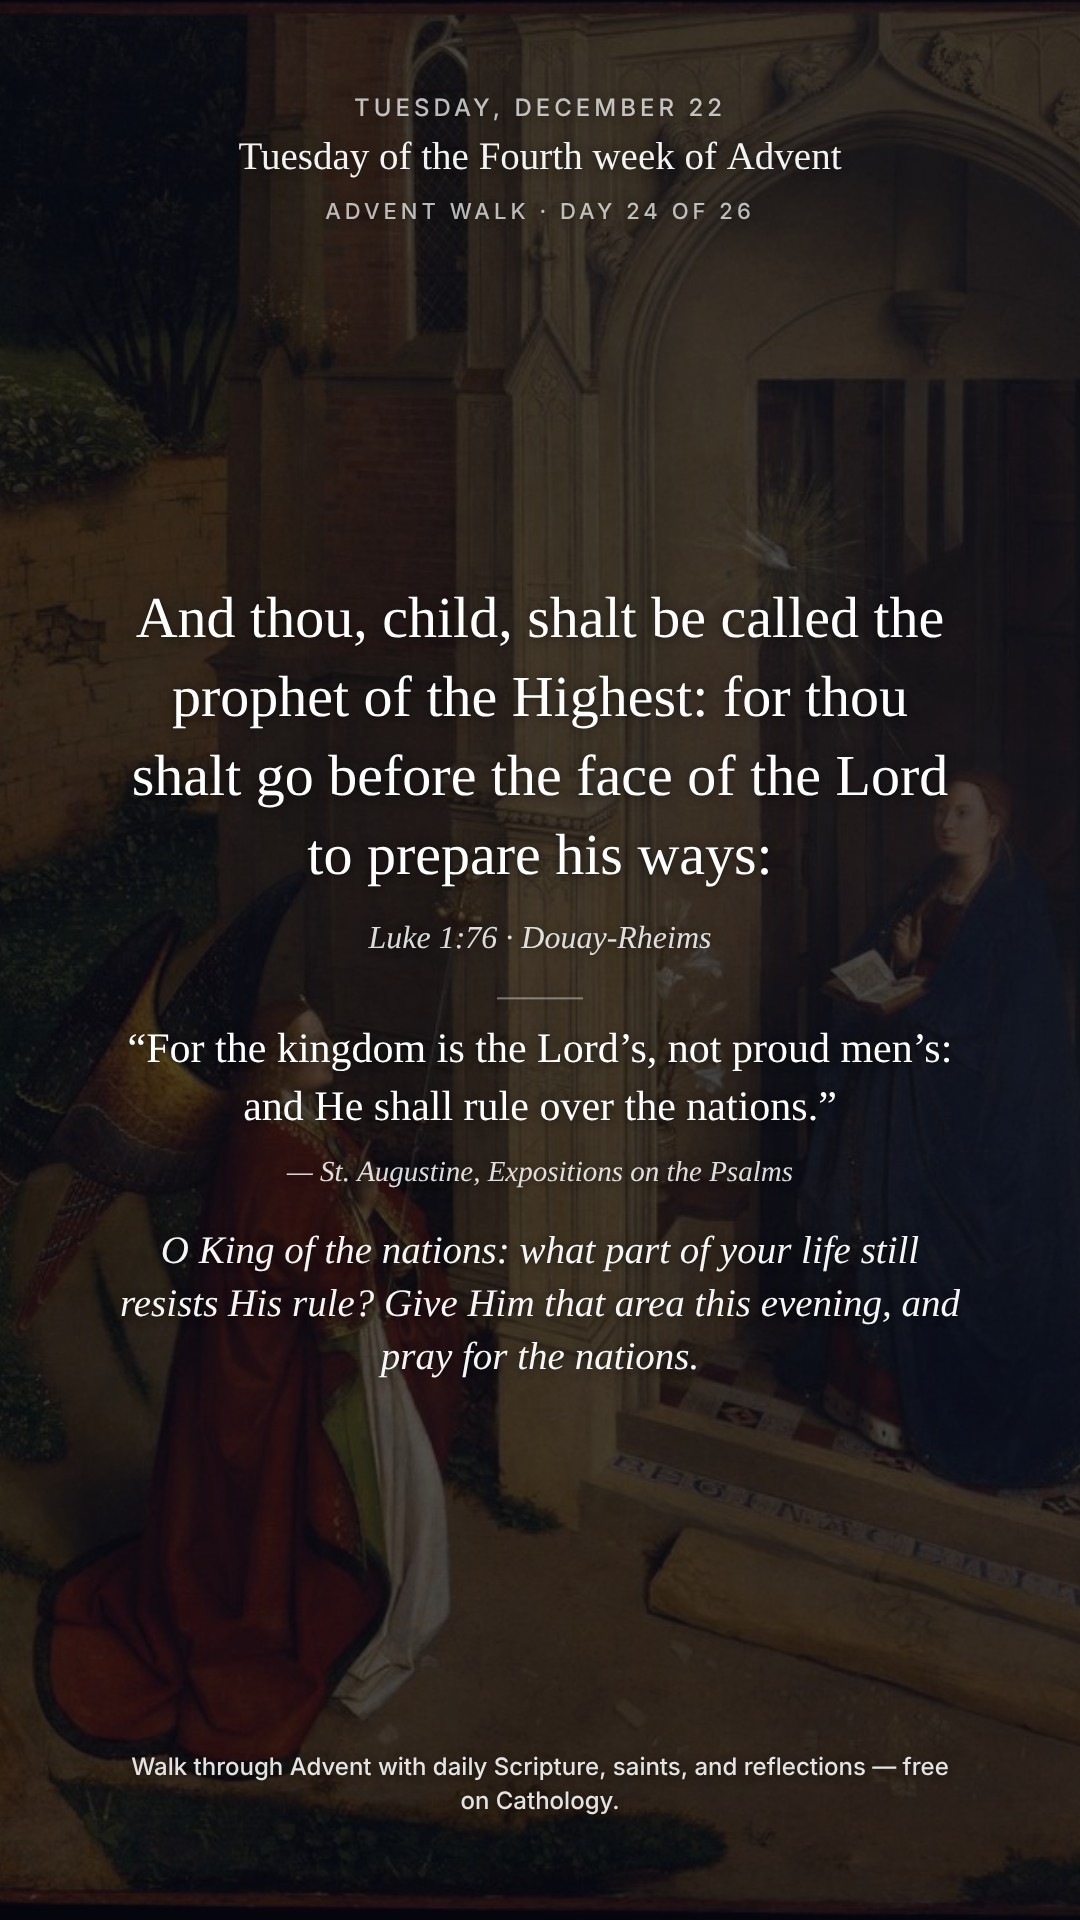 TUESDAY, DECEMBER 22
Tuesday of the Fourth week of Advent
ADVENT WALK · DAY 24 OF 26
And thou, child, shalt be called the
prophet of the Highest: for thou
shalt go before the face of the Lord
to prepare his ways:
Luke 1:76 · Douay-Rheims
“For the kingdom is the Lord’s, not proud men’s:
and He shall rule over the nations.”
— St. Augustine, Expositions on the Psalms
O King of the nations: what part of your life still
resists His rule? Give Him that area this evening, and
pray for the nations.
Walk through Advent with daily Scripture, saints, and reflections — free
on Cathology.